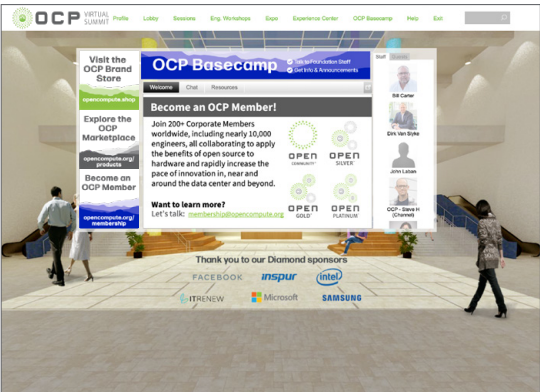 OCP VIRTUAL SUMMIT
Profile Lobby Sessions Eng. Workshops Expo Experience Center OCP Basecamp Help Exit
Visit the
OCP Brand
Store
opencompute.shop
Explore the
OCP
Marketplace
opencompute.org/
products
Become an
OCP Member
opencompute.org/
membership
OCP Basecamp
Talk to Foundation Staff
Get Info & Announcements
Welcome Chat Resources
Become an OCP Member!
Join 200+ Corporate Members
worldwide, including nearly 10,000
engineers, all collaborating to apply
the benefits of open source to
hardware and rapidly increase the
pace of innovation in, near and
around the data center and beyond.
Want to learn more?
Let's talk: membership@opencompute.org
OPEN
COMMUNITY™
OPEN
SILVER™
OPEN
GOLD™
OPEN
PLATINUM™
Staff
Bill Carter
Dirk Van Slyke
John Laban
OCP - Steve H
(Channel)
Thank you to our Diamond sponsors
FACEBOOK inspur intel
ITRENEW Microsoft SAMSUNG